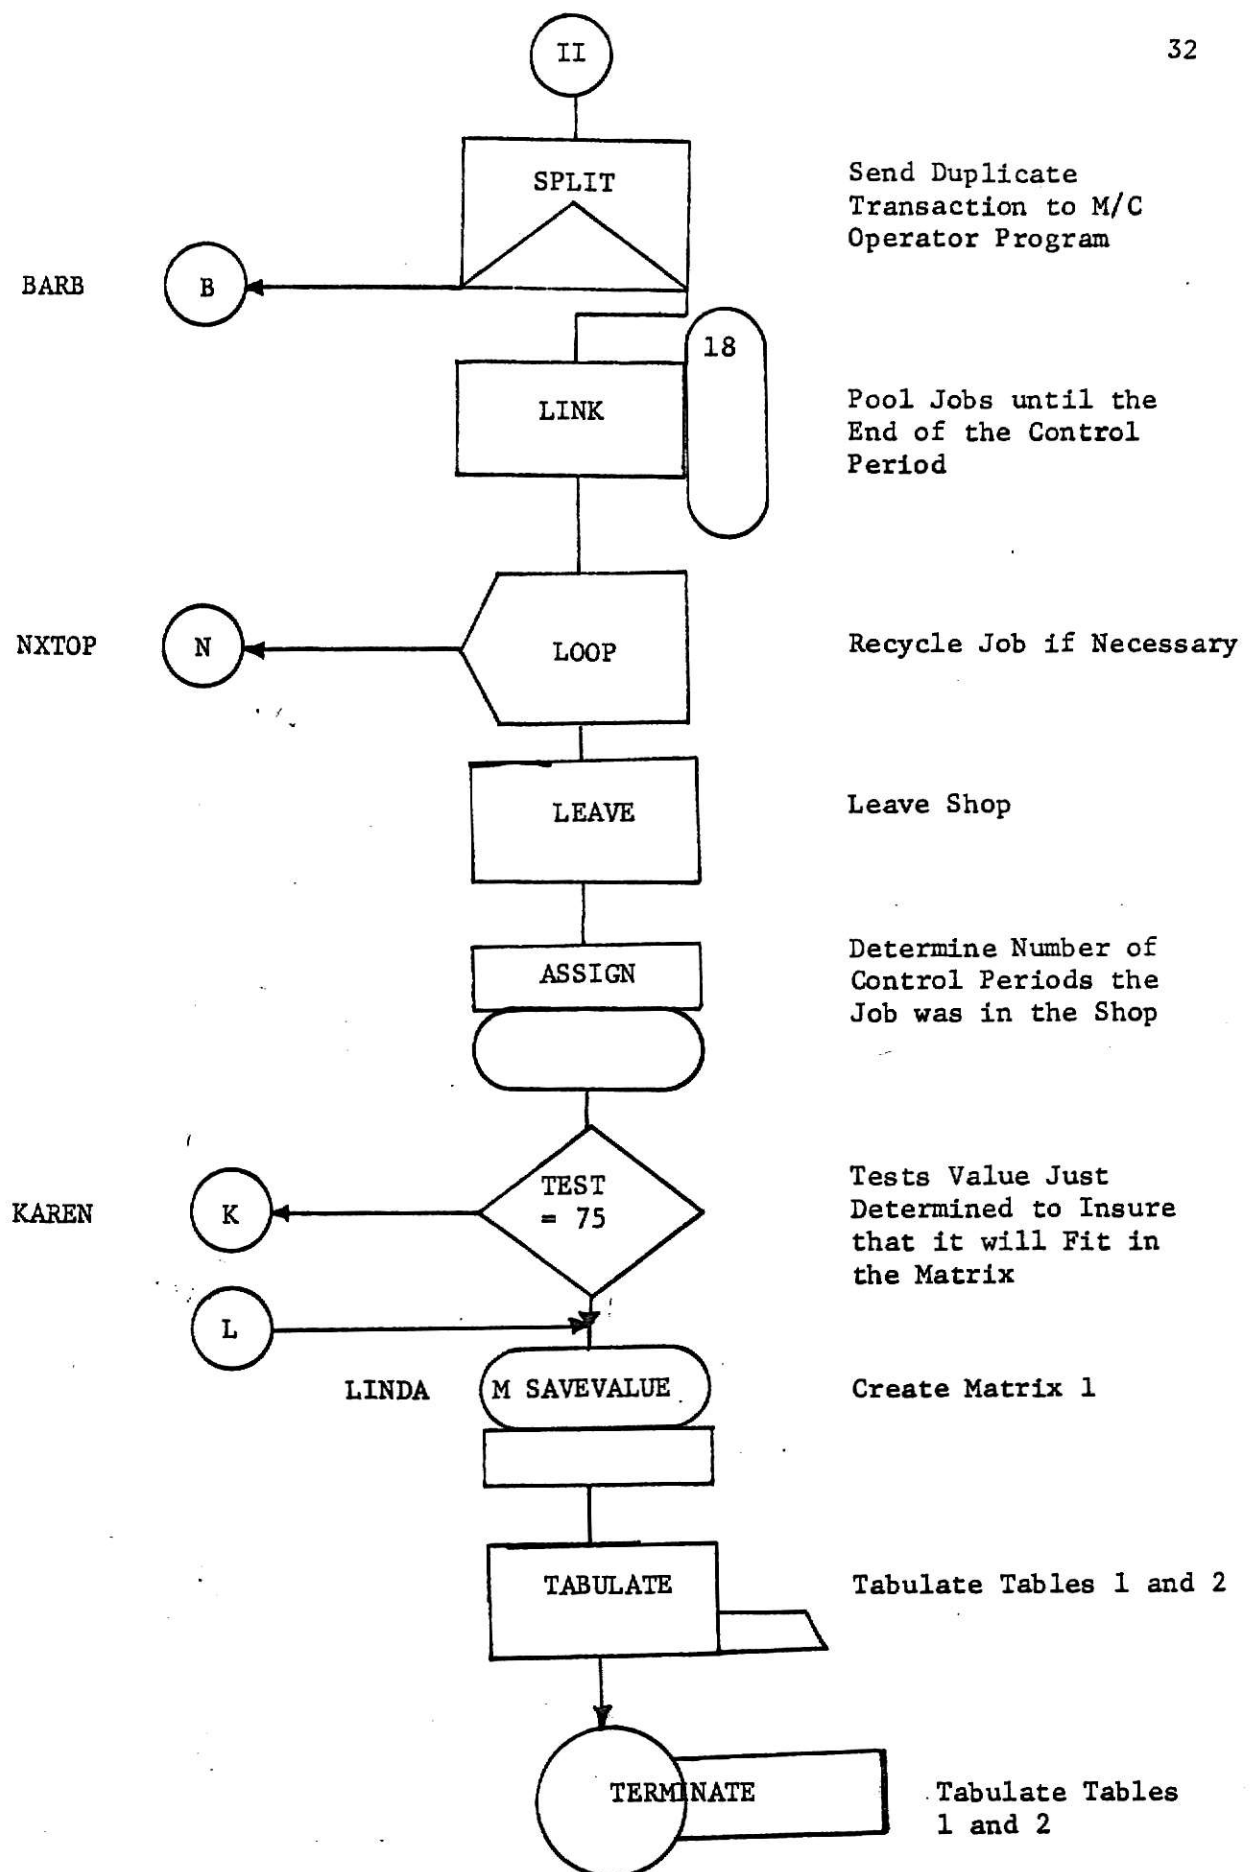 32
II
SPLIT
Send Duplicate
Transaction to M/C
Operator Program
BARB
B
18
LINK
Pool Jobs until the
End of the Control
Period
NXTOP
N
LOOP
Recycle Job if Necessary
LEAVE
Leave Shop
ASSIGN
Determine Number of
Control Periods the
Job was in the Shop
KAREN
K
TEST
= 75
Tests Value Just
Determined to Insure
that it will Fit in
the Matrix
L
LINDA
M SAVEVALUE
Create Matrix 1
TABULATE
Tabulate Tables 1 and 2
TERMINATE
Tabulate Tables
1 and 2